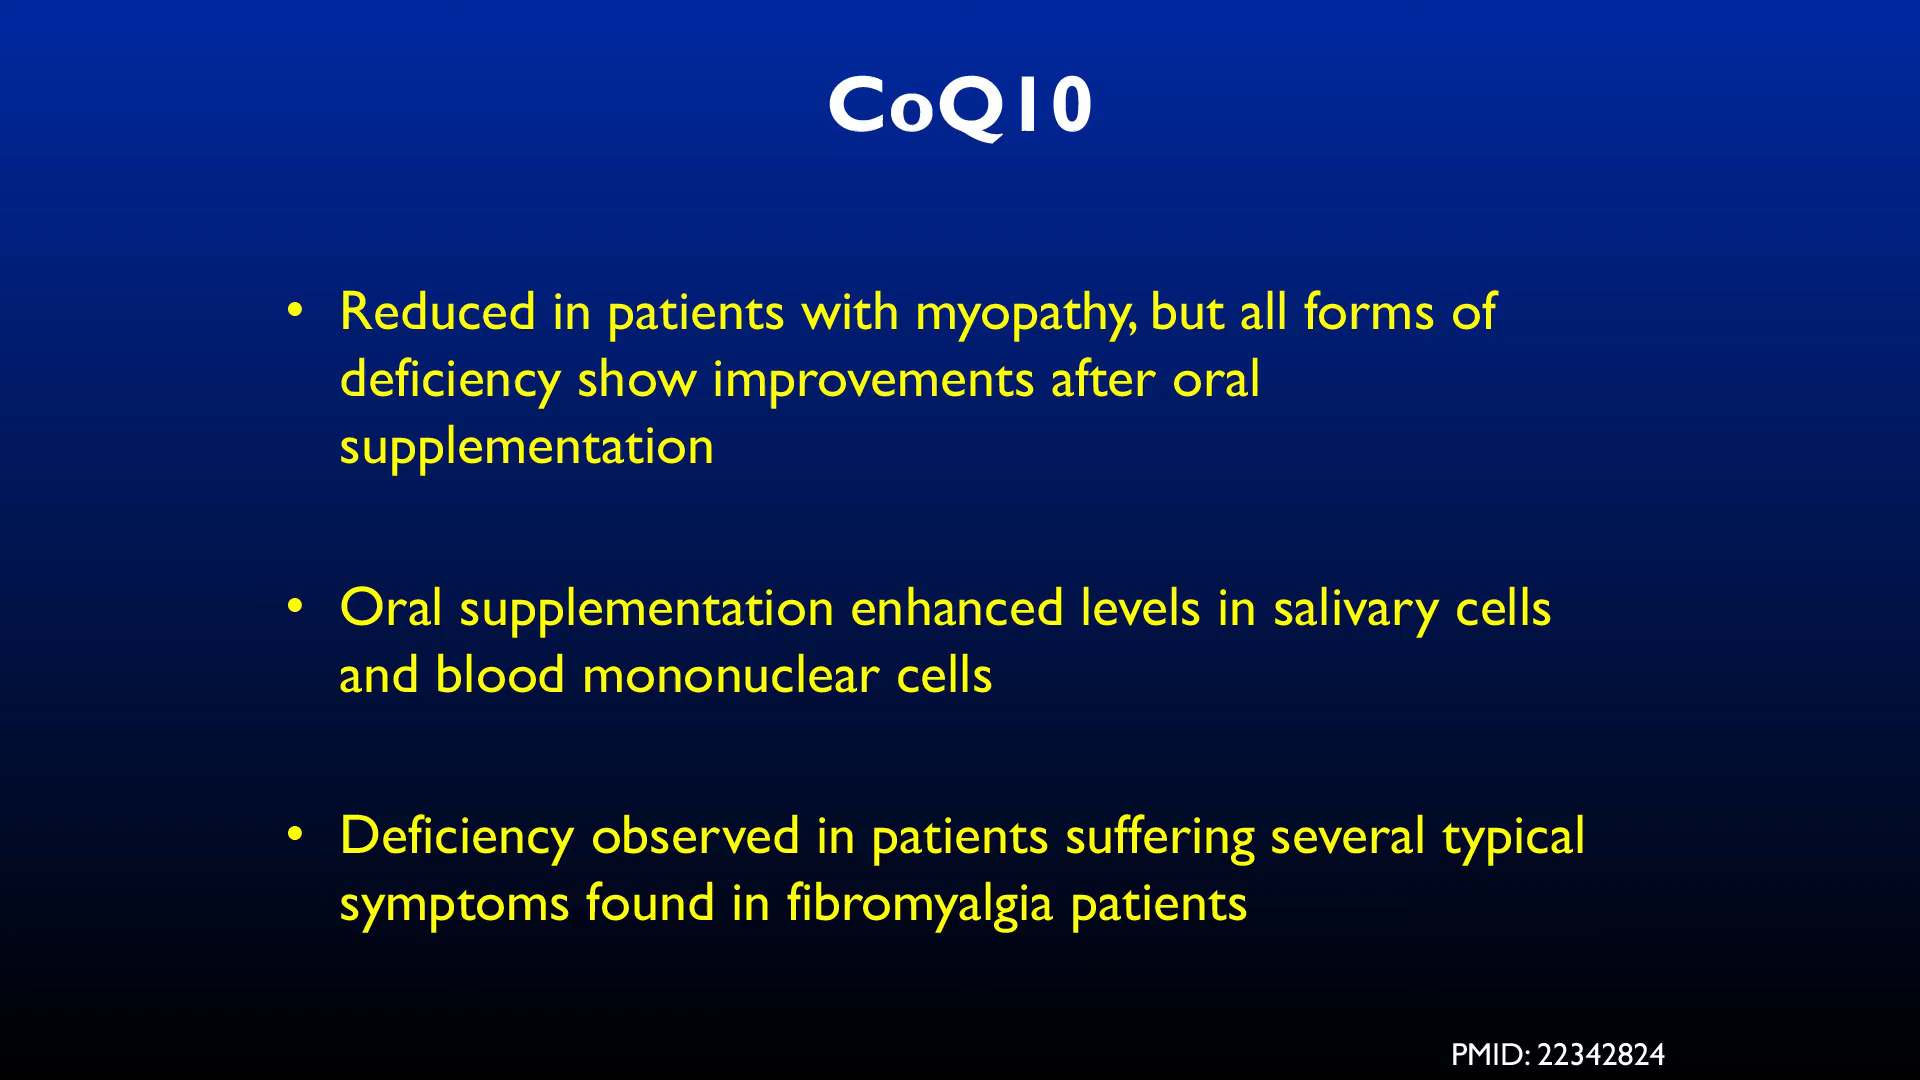 CoQ10
• Reduced in patients with myopathy, but all forms of
deficiency show improvements after oral
supplementation
• Oral supplementation enhanced levels in salivary cells
and blood mononuclear cells
• Deficiency observed in patients suffering several typical
symptoms found in fibromyalgia patients
PMID: 22342824